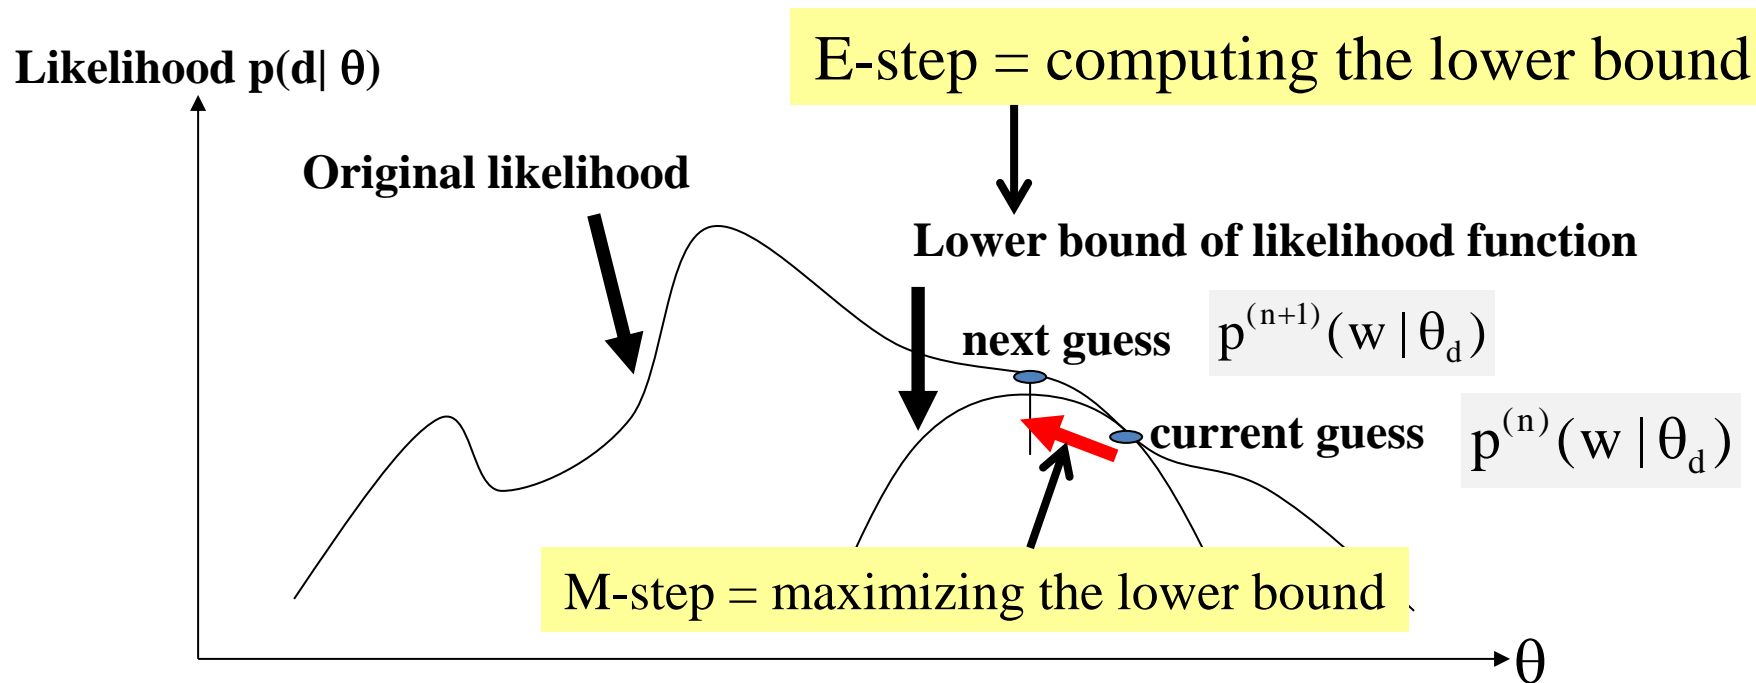 E-step = computing the lower bound
Likelihood p(d| θ)
Original likelihood
Lower bound of likelihood function
next guess p^(n+1)(w | θ_d)
current guess p^(n)(w | θ_d)
M-step = maximizing the lower bound
θ